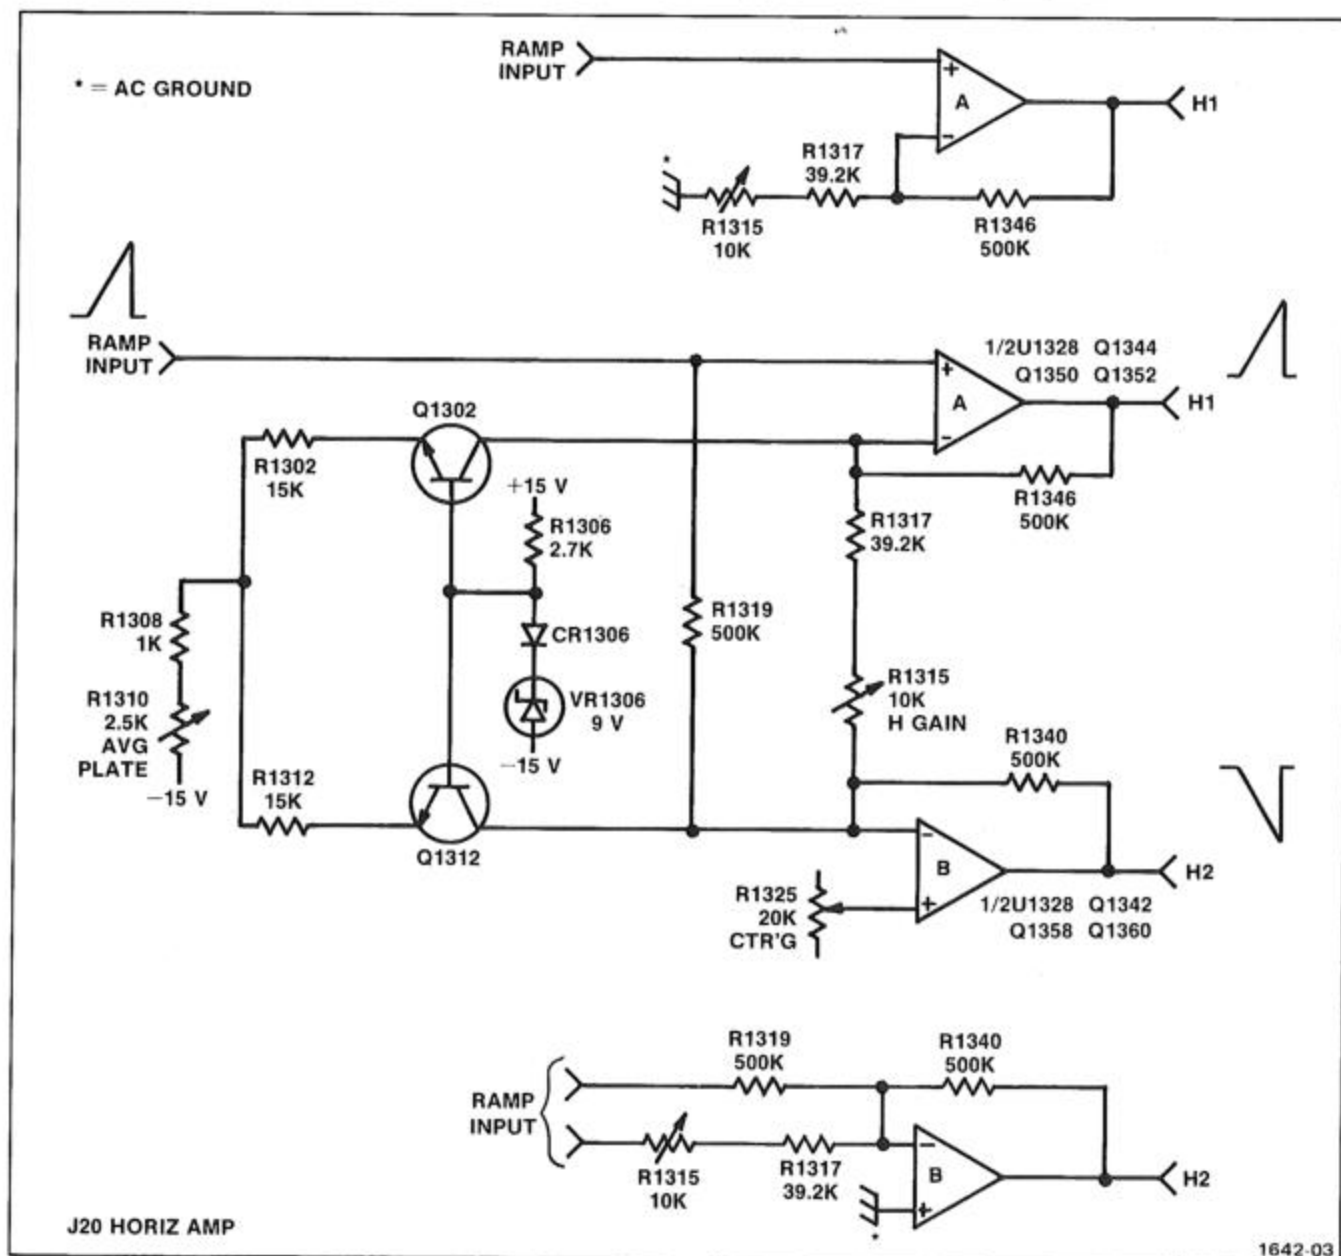 * = AC GROUND
RAMP
INPUT
+
A
−
H1
*
R1317
39.2K
R1315
10K
R1346
500K
RAMP
INPUT
+
A
−
1/2U1328 Q1344
Q1350 Q1352
H1
Q1302
R1302
15K
+15 V
R1306
2.7K
R1346
500K
R1317
39.2K
R1308
1K
CR1306
R1319
500K
R1310
2.5K
AVG
PLATE
−15 V
VR1306
9 V
−15 V
R1315
10K
H GAIN
R1312
15K
Q1312
R1340
500K
−
B
+
H2
R1325
20K
CTR'G
1/2U1328 Q1342
Q1358 Q1360
R1319
500K
R1340
500K
RAMP
INPUT
R1315
10K
R1317
39.2K
−
B
+
*
H2
J20 HORIZ AMP
1642-03